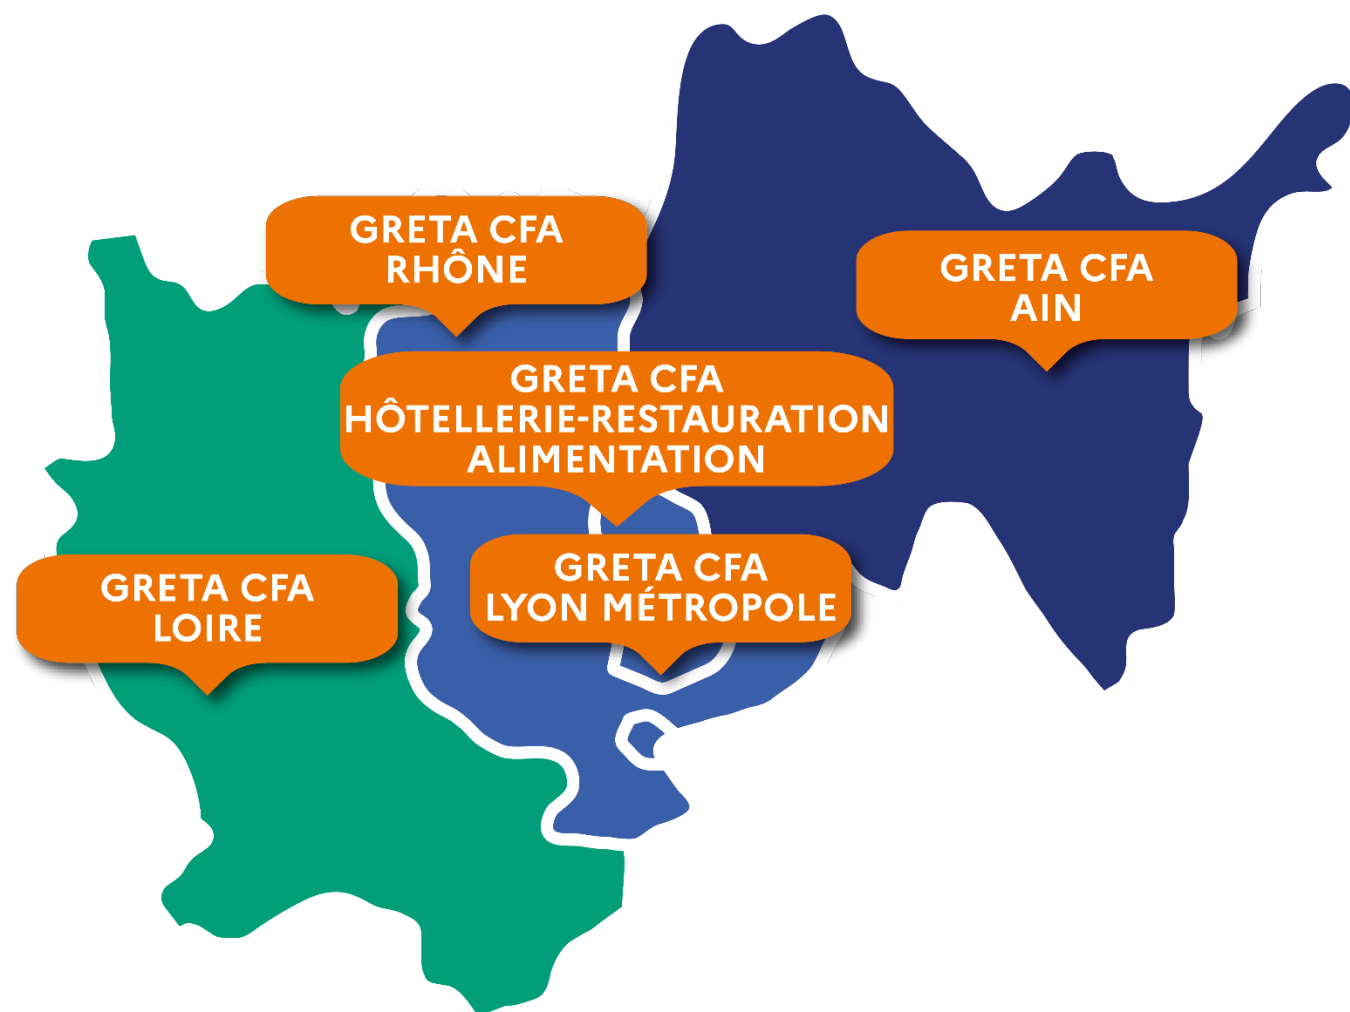 GRETA CFA
RHÔNE
GRETA CFA
AIN
GRETA CFA
HÔTELLERIE-RESTAURATION
ALIMENTATION
GRETA CFA
LYON MÉTROPOLE
GRETA CFA
LOIRE